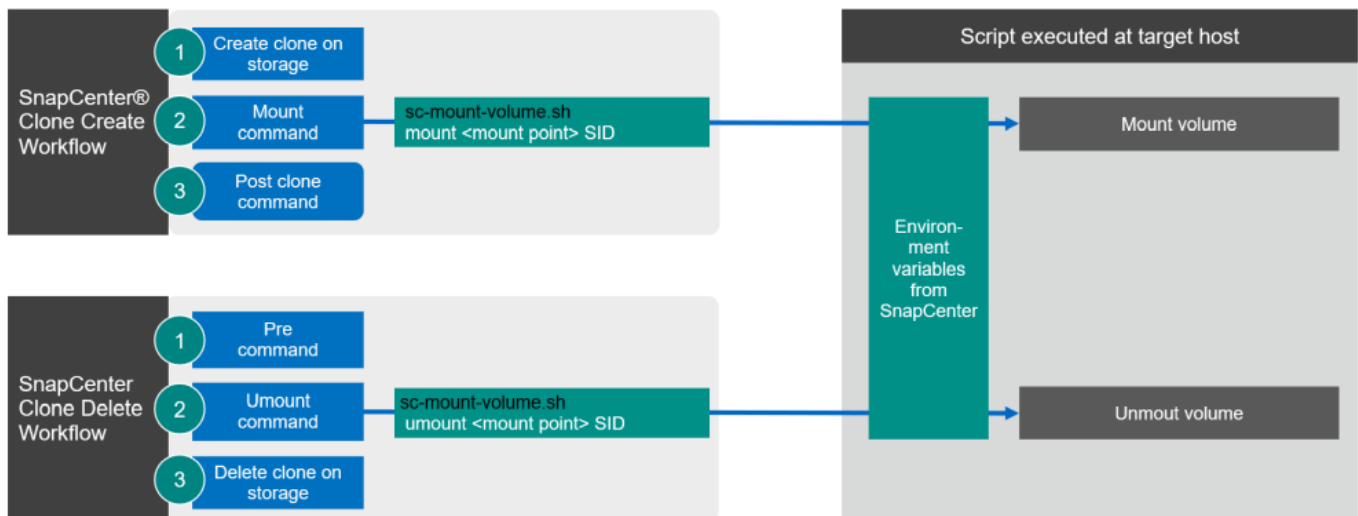 SnapCenter®
Clone Create
Workflow
1
Create clone on
storage
2
Mount
command
sc-mount-volume.sh
mount <mount point> SID
3
Post clone
command
SnapCenter
Clone Delete
Workflow
1
Pre
command
2
Umount
command
sc-mount-volume.sh
umount <mount point> SID
3
Delete clone on
storage
Script executed at target host
Environ-
ment
variables
from
SnapCenter
Mount volume
Unmout volume